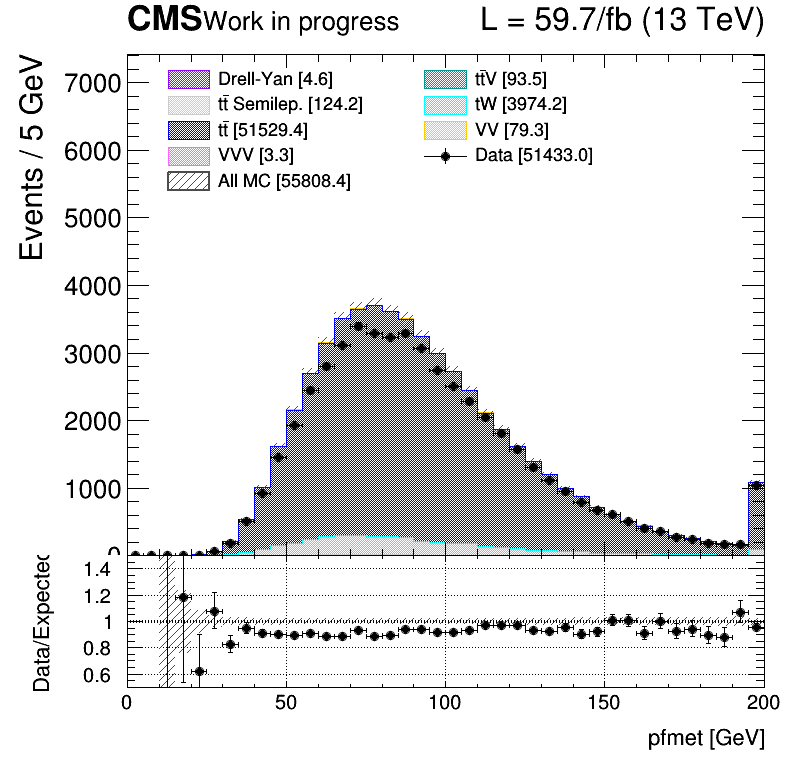 CMS Work in progress L = 59.7/fb (13 TeV)
Events / 5 GeV
7000
6000
5000
4000
3000
2000
1000
0
Drell-Yan [4.6]
tt̄ Semilep. [124.2]
tt̄ [51529.4]
VVV [3.3]
All MC [55808.4]
tt̄V [93.5]
tW [3974.2]
VV [79.3]
Data [51433.0]
Data/Expected
1.4
1.2
1
0.8
0.6
0 50 100 150 200
pfmet [GeV]